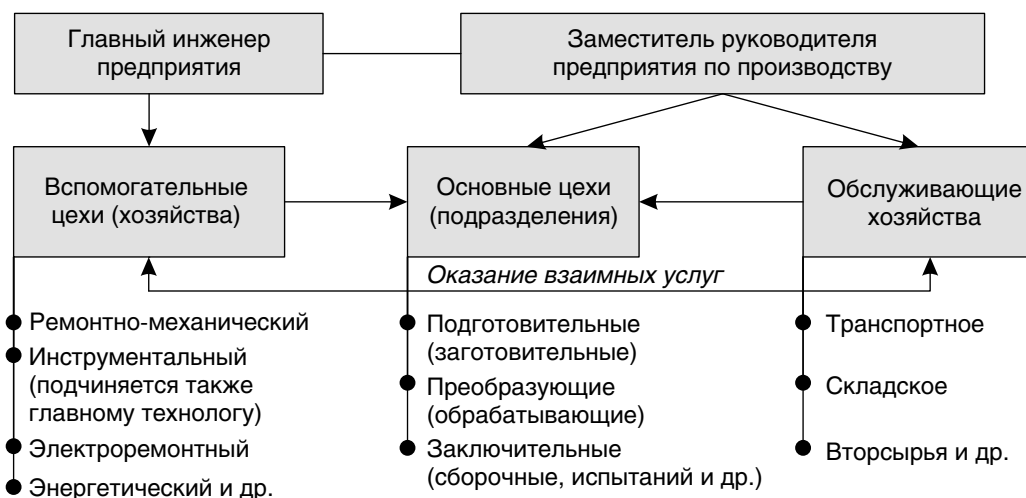 Главный инженер
предприятия
Заместитель руководителя
предприятия по производству
Вспомогательные
цехи (хозяйства)
Основные цехи
(подразделения)
Обслуживающие
хозяйства
Оказание взаимных услуг
Ремонтно-механический
Инструментальный
(подчиняется также
главному технологу)
Электроремонтный
Энергетический и др.
Подготовительные
(заготовительные)
Преобразующие
(обрабатывающие)
Заключительные
(сборочные, испытаний и др.)
Транспортное
Складское
Вторсырья и др.